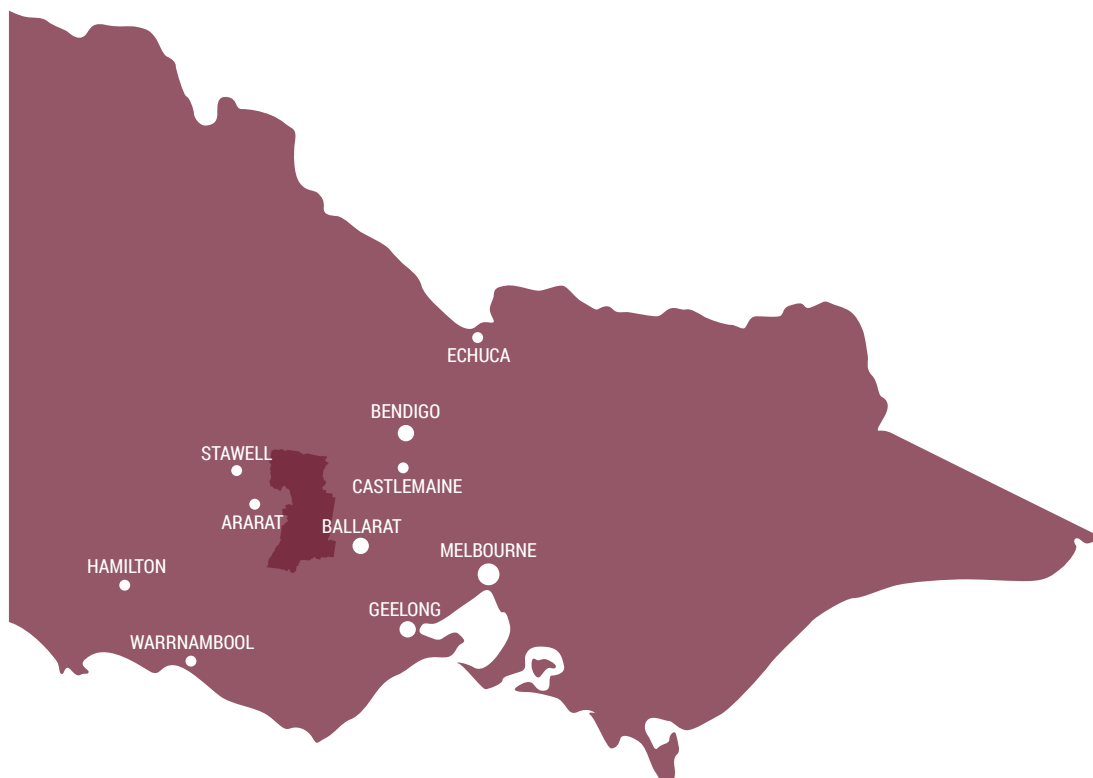 ECHUCA
BENDIGO
STAWELL
CASTLEMAINE
ARARAT
BALLARAT
MELBOURNE
HAMILTON
GEELONG
WARRNAMBOOL